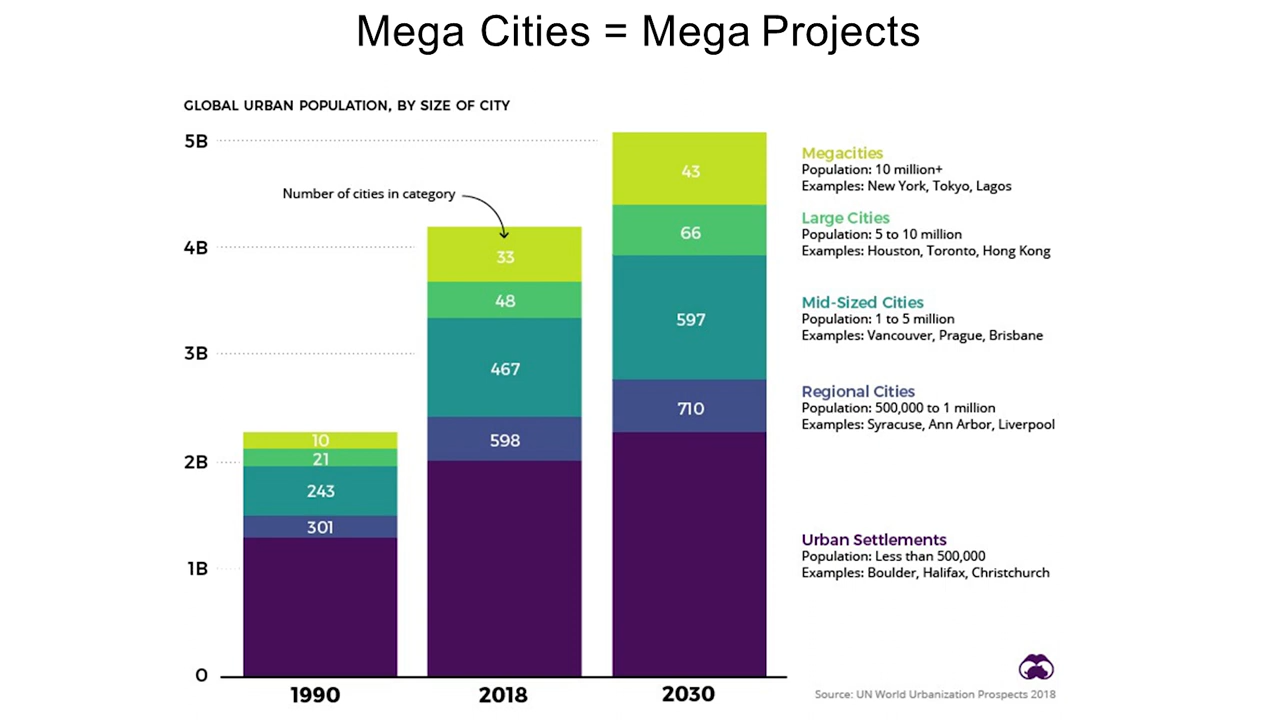 Mega Cities = Mega Projects
GLOBAL URBAN POPULATION, BY SIZE OF CITY
5B
4B
3B
2B
1B
0
Number of cities in category
10
21
243
301
33
48
467
598
43
66
597
710
1990
2018
2030
Megacities
Population: 10 million+
Examples: New York, Tokyo, Lagos
Large Cities
Population: 5 to 10 million
Examples: Houston, Toronto, Hong Kong
Mid-Sized Cities
Population: 1 to 5 million
Examples: Vancouver, Prague, Brisbane
Regional Cities
Population: 500,000 to 1 million
Examples: Syracuse, Ann Arbor, Liverpool
Urban Settlements
Population: Less than 500,000
Examples: Boulder, Halifax, Christchurch
Source: UN World Urbanization Prospects 2018